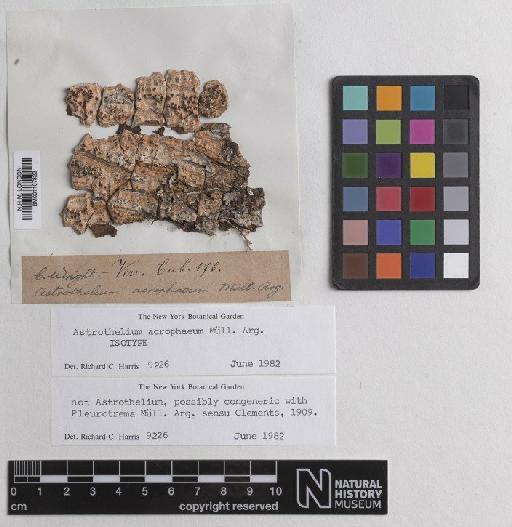 C. Wright – Verr. Cub. 198.
Astrothelium acrophaeum Müll. Arg.
The New York Botanical Garden
Astrothelium acrophaeum Müll. Arg.
ISOTYPE
Det. Richard C. Harris 9226 June 1982
The New York Botanical Garden
not Astrothelium, possibly congeneric with
Pleurotrema Müll. Arg. sensu Clements, 1909.
Det. Richard C. Harris 9226 June 1982
0 1 2 3 4 5 6 7 8 9 10
cm
copyright reserved
NATURAL
HISTORY
MUSEUM